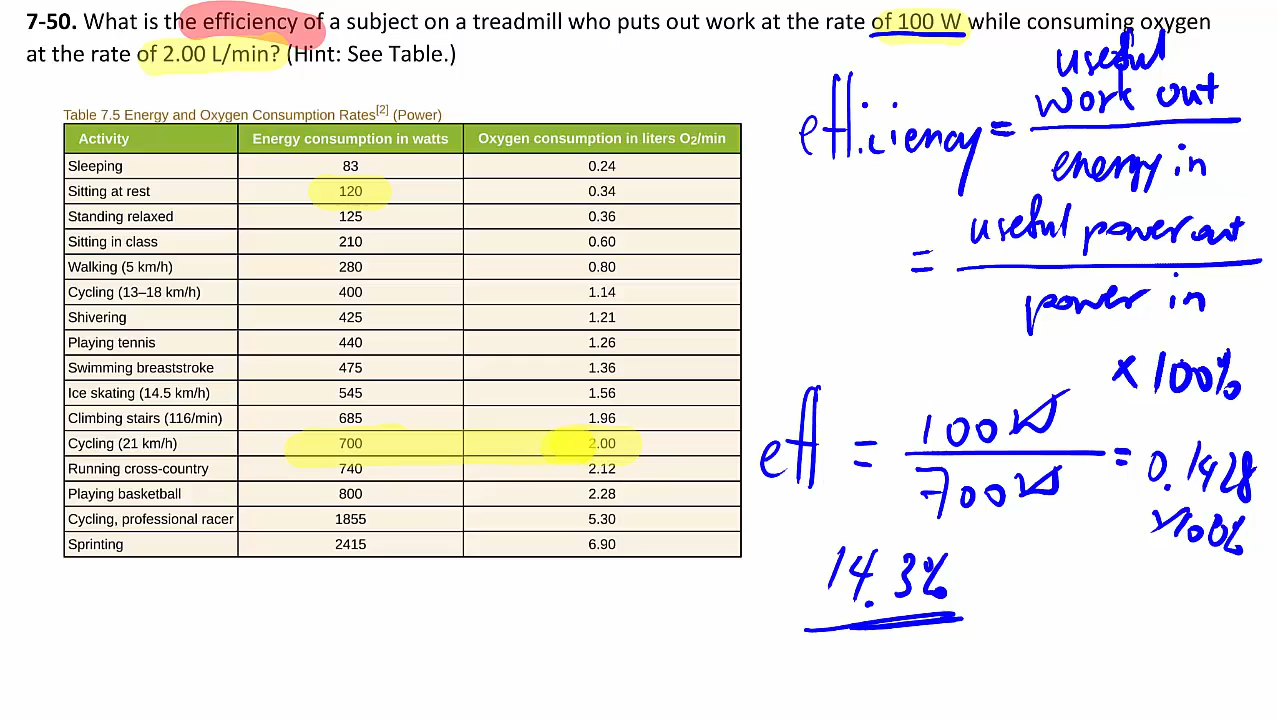 7-50. What is the efficiency of a subject on a treadmill who puts out work at the rate of 100 W while consuming oxygen
at the rate of 2.00 L/min? (Hint: See Table.)
Table 7.5 Energy and Oxygen Consumption Rates[2] (Power)
Activity Energy consumption in watts Oxygen consumption in liters O2/min
Sleeping 83 0.24
Sitting at rest 120 0.34
Standing relaxed 125 0.36
Sitting in class 210 0.60
Walking (5 km/h) 280 0.80
Cycling (13–18 km/h) 400 1.14
Shivering 425 1.21
Playing tennis 440 1.26
Swimming breaststroke 475 1.36
Ice skating (14.5 km/h) 545 1.56
Climbing stairs (116/min) 685 1.96
Cycling (21 km/h) 700 2.00
Running cross-country 740 2.12
Playing basketball 800 2.28
Cycling, professional racer 1855 5.30
Sprinting 2415 6.90
useful
work out
efficiency =
energy in
useful power out
=
power in
× 100%
100 W
eff = = 0.1428
700 W
×100%
14.3%